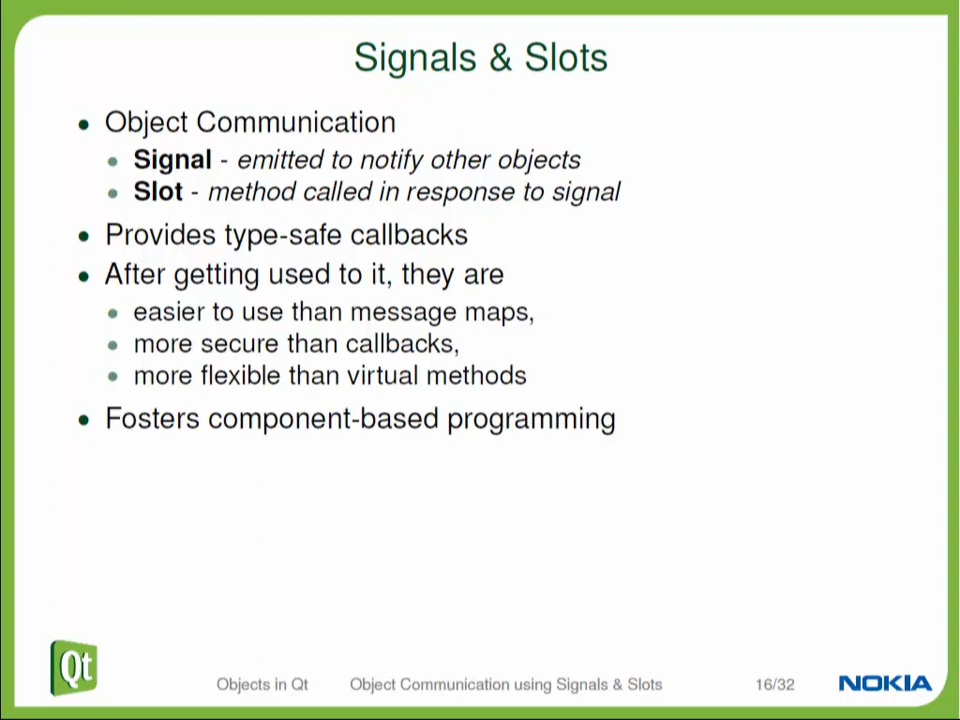 Signals & Slots
• Object Communication
• Signal - emitted to notify other objects
• Slot - method called in response to signal
• Provides type-safe callbacks
• After getting used to it, they are
• easier to use than message maps,
• more secure than callbacks,
• more flexible than virtual methods
• Fosters component-based programming
Qt
Objects in Qt Object Communication using Signals & Slots 16/32 NOKIA